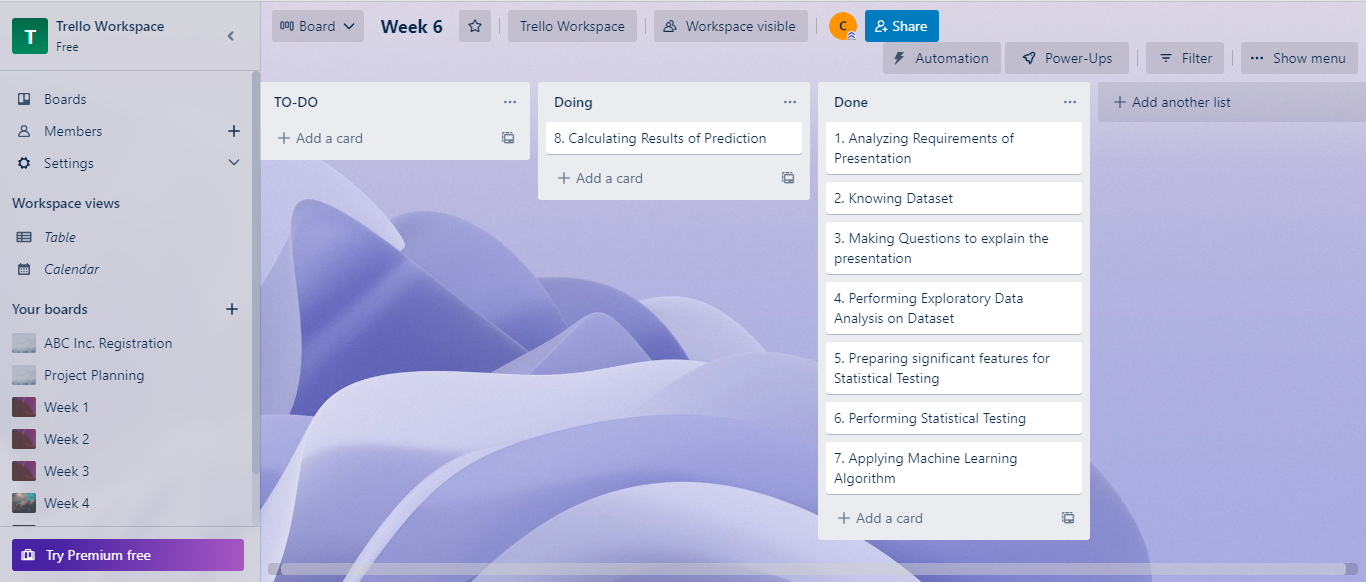 T
Trello Workspace
Free
Boards
Members
Settings
Workspace views
Table
Calendar
Your boards
ABC Inc. Registration
Project Planning
Week 1
Week 2
Week 3
Week 4
Try Premium free
Board
Week 6
Trello Workspace
Workspace visible
C
Share
Automation
Power-Ups
Filter
Show menu
TO-DO
Add a card
Doing
8. Calculating Results of Prediction
Add a card
Done
1. Analyzing Requirements of
Presentation
2. Knowing Dataset
3. Making Questions to explain the
presentation
4. Performing Exploratory Data
Analysis on Dataset
5. Preparing significant features for
Statistical Testing
6. Performing Statistical Testing
7. Applying Machine Learning
Algorithm
Add a card
Add another list